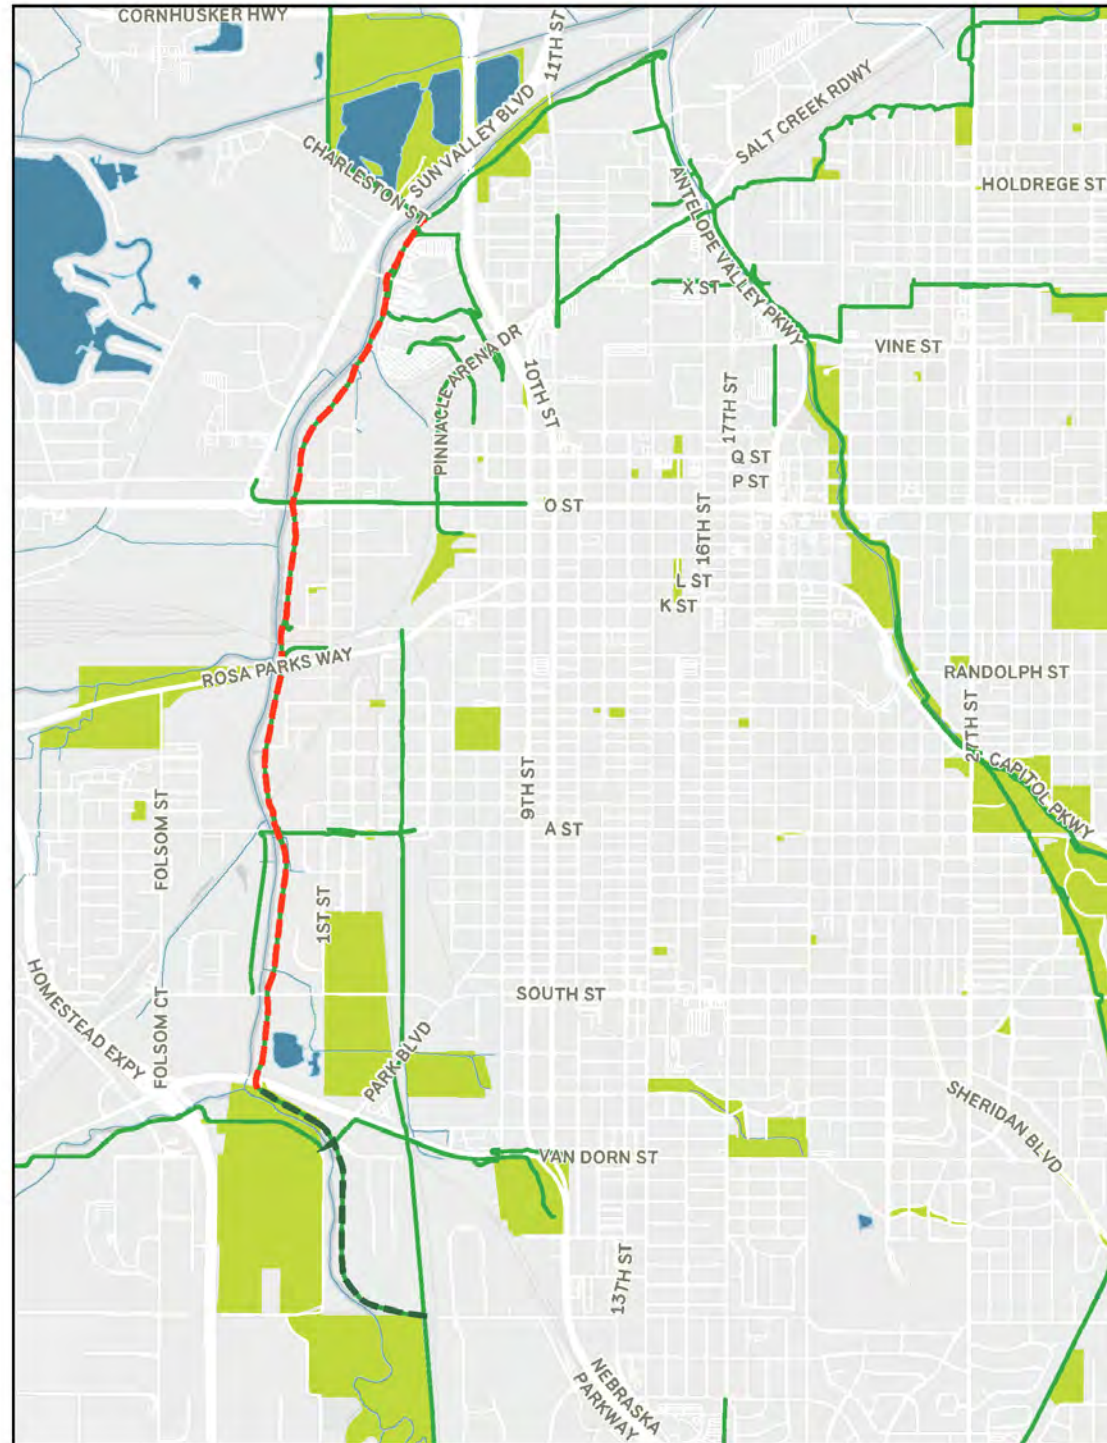 CORNHUSKER HWY
11TH ST
SUN VALLEY BLVD
SALT CREEK RDWY
CHARLESTON ST
HOLDREGE ST
ANTELOPE VALLEY PKWY
X ST
PINNACLE ARENA DR
10TH ST
VINE ST
17TH ST
Q ST
P ST
O ST
16TH ST
L ST
K ST
ROSA PARKS WAY
RANDOLPH ST
27TH ST
CAPITOL PKWY
9TH ST
FOLSOM ST
A ST
1ST ST
SOUTH ST
HOMESTEAD EXPY
FOLSOM CT
PARK BLVD
SHERIDAN BLVD
VAN DORN ST
13TH ST
NEBRASKA
PARKWAY